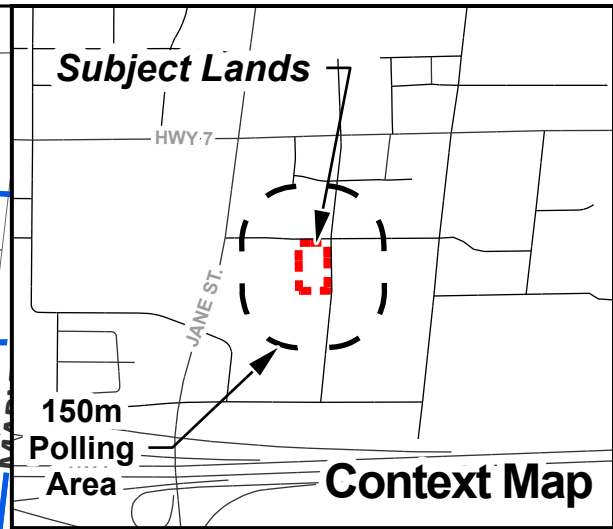 Subject Lands
HWY 7
JANE ST.
150m
Polling
Area
Context Map